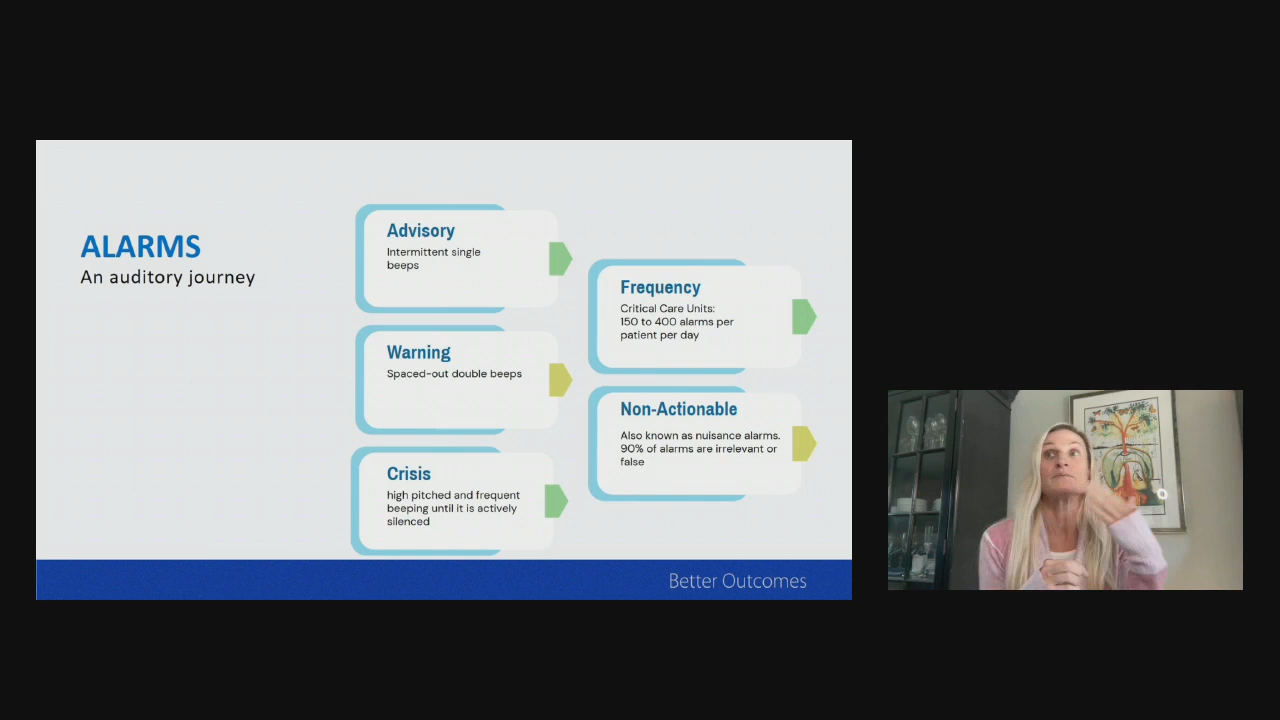 ALARMS
An auditory journey
Advisory
Intermittent single
beeps
Warning
Spaced-out double beeps
Crisis
high pitched and frequent
beeping until it is actively
silenced
Frequency
Critical Care Units:
150 to 400 alarms per
patient per day
Non-Actionable
Also known as nuisance alarms.
90% of alarms are irrelevant or
false
Better Outcomes